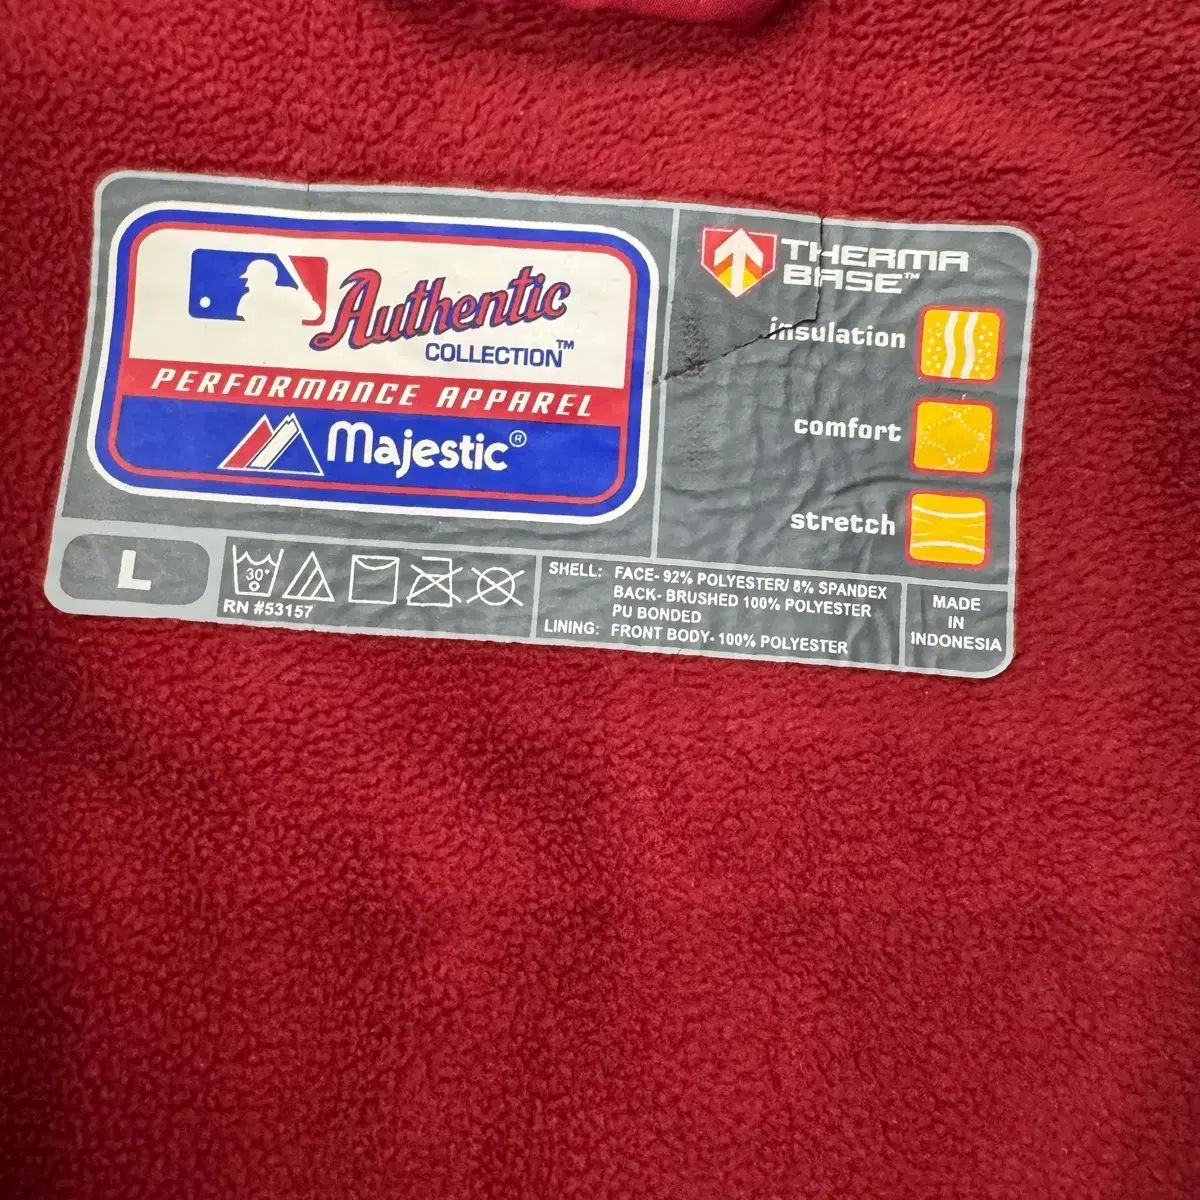 Authentic
COLLECTION™
PERFORMANCE APPAREL
Majestic®
THERMA
BASE™
insulation
comfort
stretch
L
30°
RN #53157
SHELL: FACE- 92% POLYESTER/ 8% SPANDEX
BACK- BRUSHED 100% POLYESTER
PU BONDED
LINING: FRONT BODY- 100% POLYESTER
MADE
IN
INDONESIA